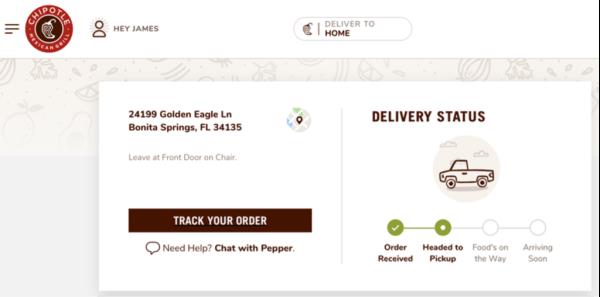 CHIPOTLE
MEXICAN GRILL
HEY JAMES
DELIVER TO
HOME
24199 Golden Eagle Ln
Bonita Springs, FL 34135
Leave at Front Door on Chair.
TRACK YOUR ORDER
Need Help? Chat with Pepper.
DELIVERY STATUS
Order
Received
Headed to
Pickup
Food's on
the Way
Arriving
Soon